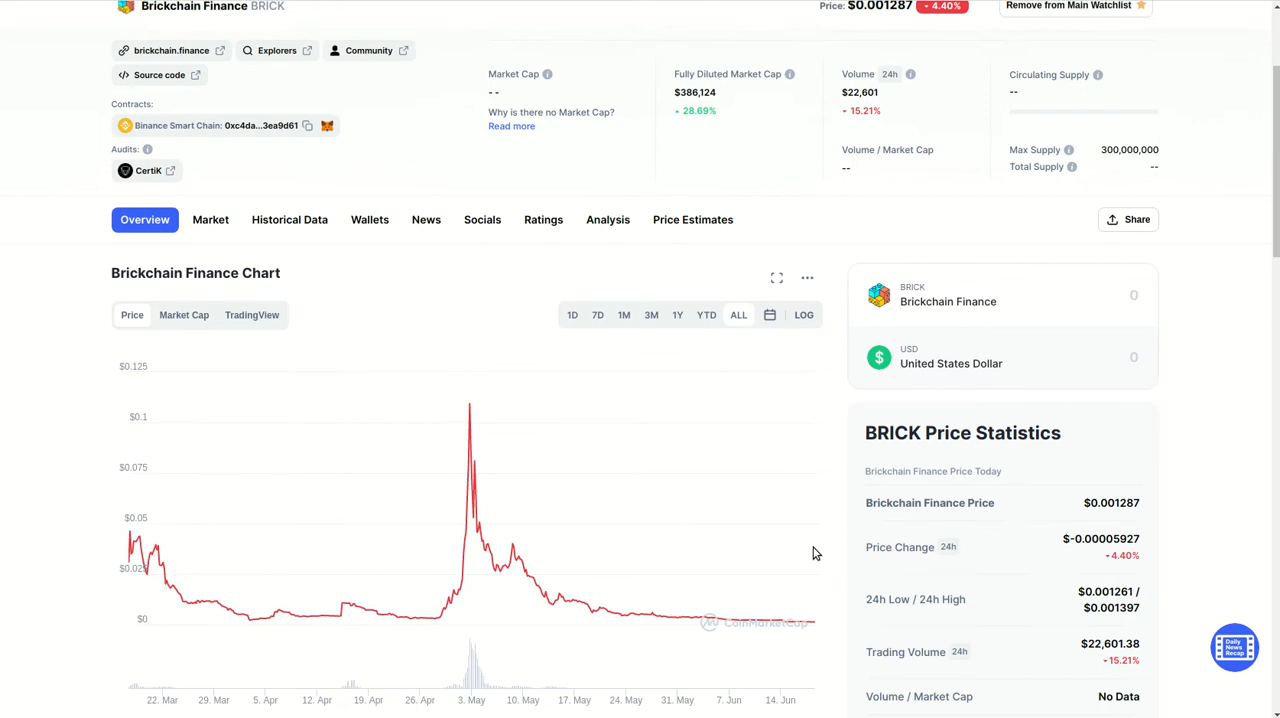 Brickchain Finance BRICK
Price: $0.001287 4.40%
Remove from Main Watchlist
brickchain.finance
Explorers
Community
Source code
Contracts:
Binance Smart Chain: 0xc4da...3ea9d61
Audits:
CertiK
Market Cap
- -
Why is there no Market Cap?
Read more
Fully Diluted Market Cap
$386,124
28.69%
Volume 24h
$22,601
15.21%
Volume / Market Cap
--
Circulating Supply
--
Max Supply 300,000,000
Total Supply --
Overview Market Historical Data Wallets News Socials Ratings Analysis Price Estimates
Share
Brickchain Finance Chart
Price Market Cap TradingView
1D 7D 1M 3M 1Y YTD ALL LOG
$0.125
$0.1
$0.075
$0.05
$0.025
$0
CoinMarketCap
22. Mar 29. Mar 5. Apr 12. Apr 19. Apr 26. Apr 3. May 10. May 17. May 24. May 31. May 7. Jun 14. Jun
BRICK
Brickchain Finance 0
USD
United States Dollar 0
BRICK Price Statistics
Brickchain Finance Price Today
Brickchain Finance Price $0.001287
Price Change 24h $-0.00005927
4.40%
24h Low / 24h High $0.001261 /
$0.001397
Trading Volume 24h $22,601.38
15.21%
Volume / Market Cap No Data
Daily
News
Recap